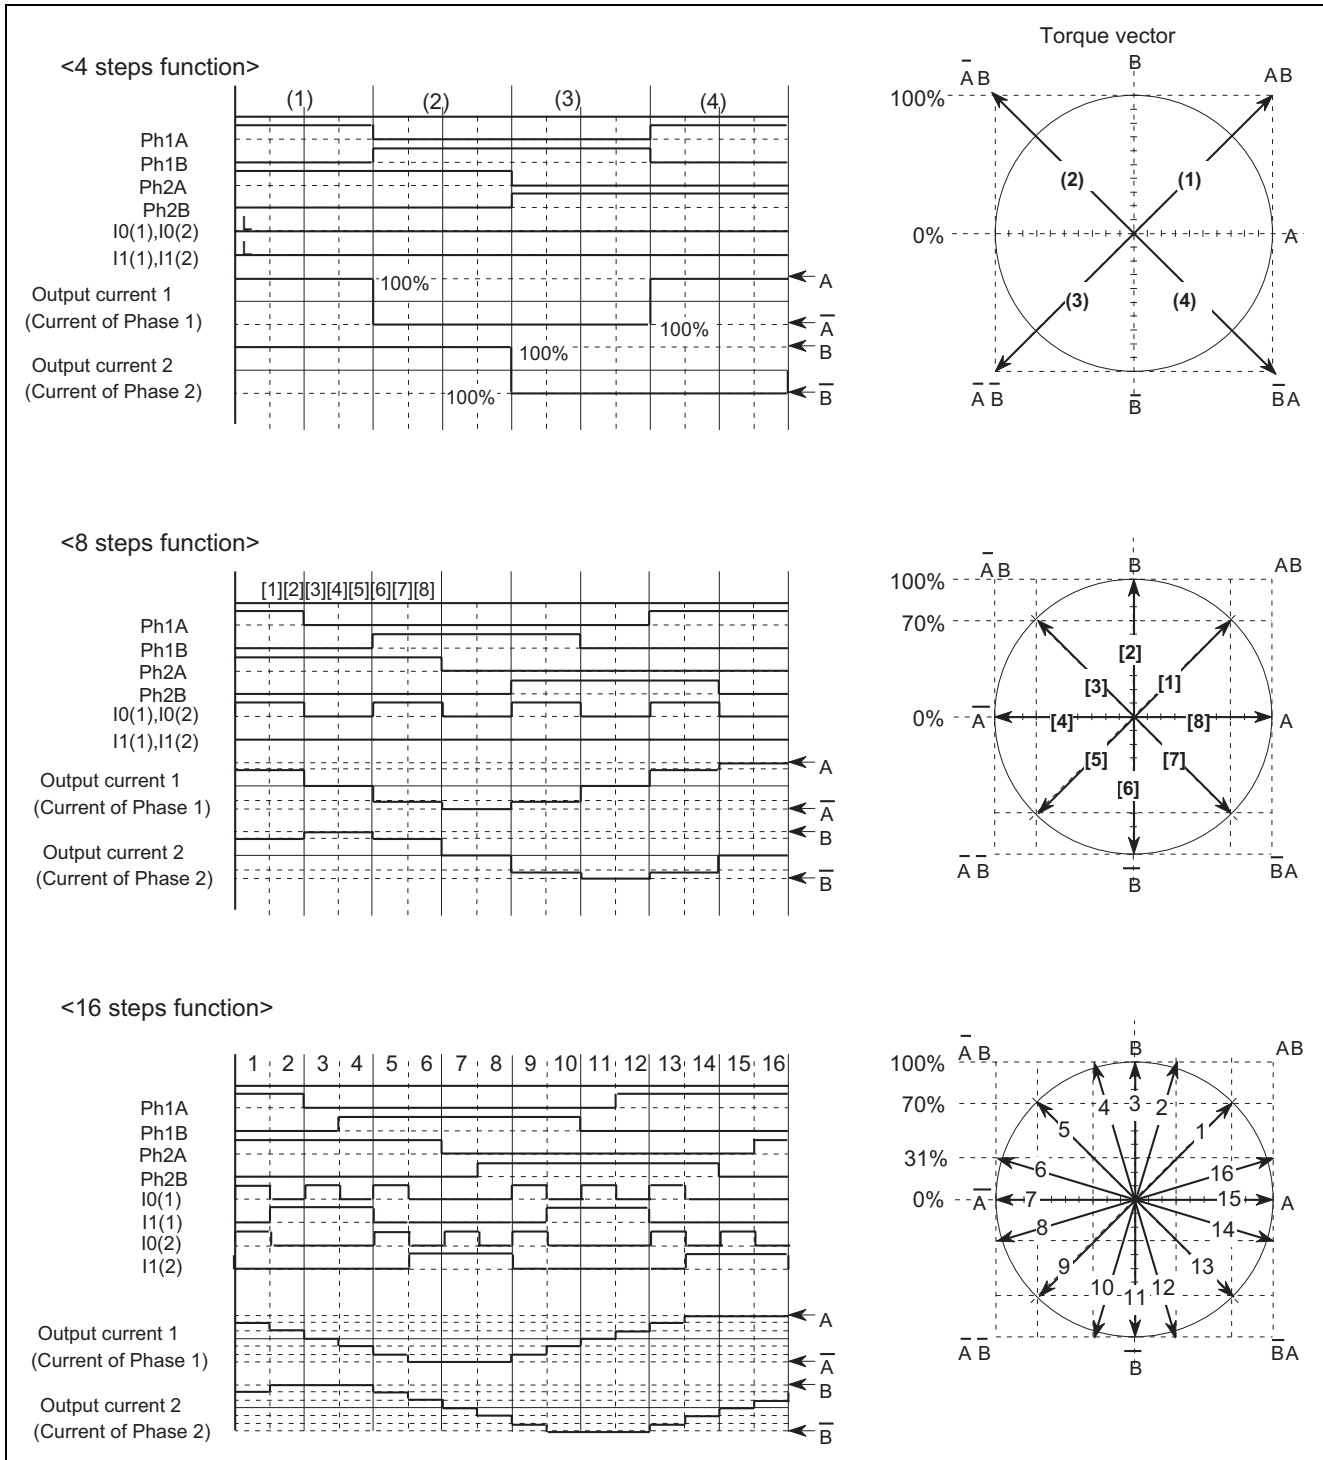 Torque vector
<4 steps function>
B
A̅ B
AB
(1) (2) (3) (4)
100%
Ph1A
Ph1B
Ph2A
(2) (1)
Ph2B
L
I0(1),I0(2)
0%
A
L
I1(1),I1(2)
100%
A
Output current 1
(3) (4)
(Current of Phase 1)
A̅
100%
B
100%
Output current 2
(Current of Phase 2)
100%
B̅
A̅ B̅
B̅
B̅A
<8 steps function>
A̅ B
B
AB
[1][2][3][4][5][6][7][8]
100%
Ph1A
70%
Ph1B
[2]
Ph2A
[3] [1]
Ph2B
I0(1),I0(2)
0%
A̅
[4] [8]
A
I1(1),I1(2)
A
[5] [7]
Output current 1
[6]
(Current of Phase 1)
A̅
B
Output current 2
A̅ B̅
B̅A
(Current of Phase 2)
B̅
B̅
<16 steps function>
A̅ B
B
AB
1 2 3 4 5 6 7 8 9 10 11 12 13 14 15 16
100%
Ph1A
70%
4 3 2
Ph1B
5 1
Ph2A
31%
6 16
Ph2B
I0(1)
0%
A̅
7 15
A
I1(1)
8 14
I0(2)
I1(2)
9 13
10 11 12
A
Output current 1
A̅ B̅
B̅A
(Current of Phase 1)
A̅
B̅
B
Output current 2
(Current of Phase 2)
B̅